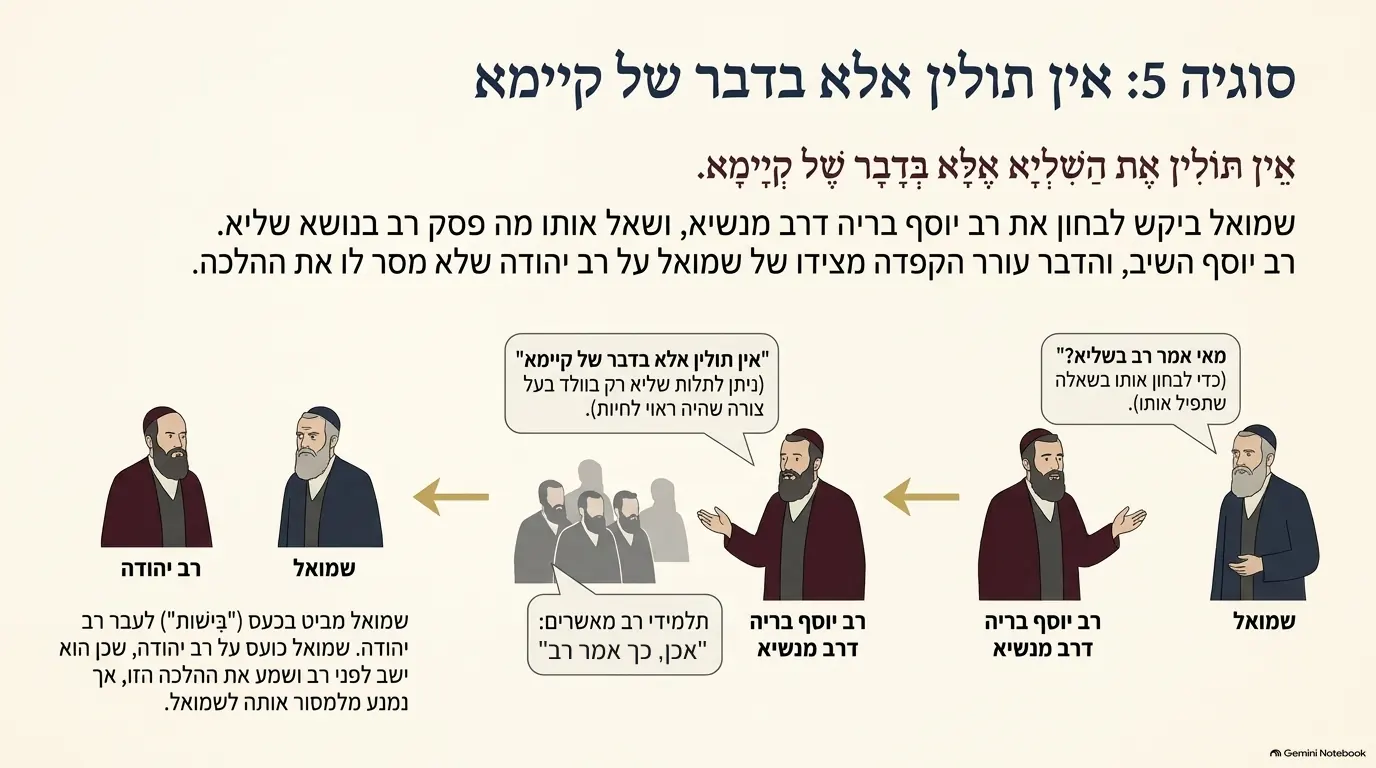 סוגיה 5: אין תולין אלא בדבר של קיימא
אֵין תּוֹלִין אֶת הַשִּׁלְיָא אֶלָּא בְּדָבָר שֶׁל קְיָימָא.
שמואל ביקש לבחון את רב יוסף בריה דרב מנשיא, ושאל אותו מה פסק רב בנושא שליא.
רב יוסף השיב, והדבר עורר הקפדה מצידו של שמואל על רב יהודה שלא מסר לו את ההלכה.
מאי אמר רב בשליא?"
(כדי לבחון אותו בשאלה
שתפיל אותו).
שמואל
רב יוסף בריה
דרב מנשיא
"אין תולין אלא בדבר של קיימא"
(ניתן לתלות שליא רק בוולד בעל
צורה שהיה ראוי לחיות).
רב יוסף בריה
דרב מנשיא
תלמידי רב מאשרים:
"אכן, כך אמר רב"
שמואל
רב יהודה
שמואל מביט בכעס ("בִּישׁוּת") לעבר רב
יהודה. שמואל כועס על רב יהודה, שכן הוא
ישב לפני רב ושמע את ההלכה הזו, אך
נמנע מלמסור אותה לשמואל.
Gemini Notebook